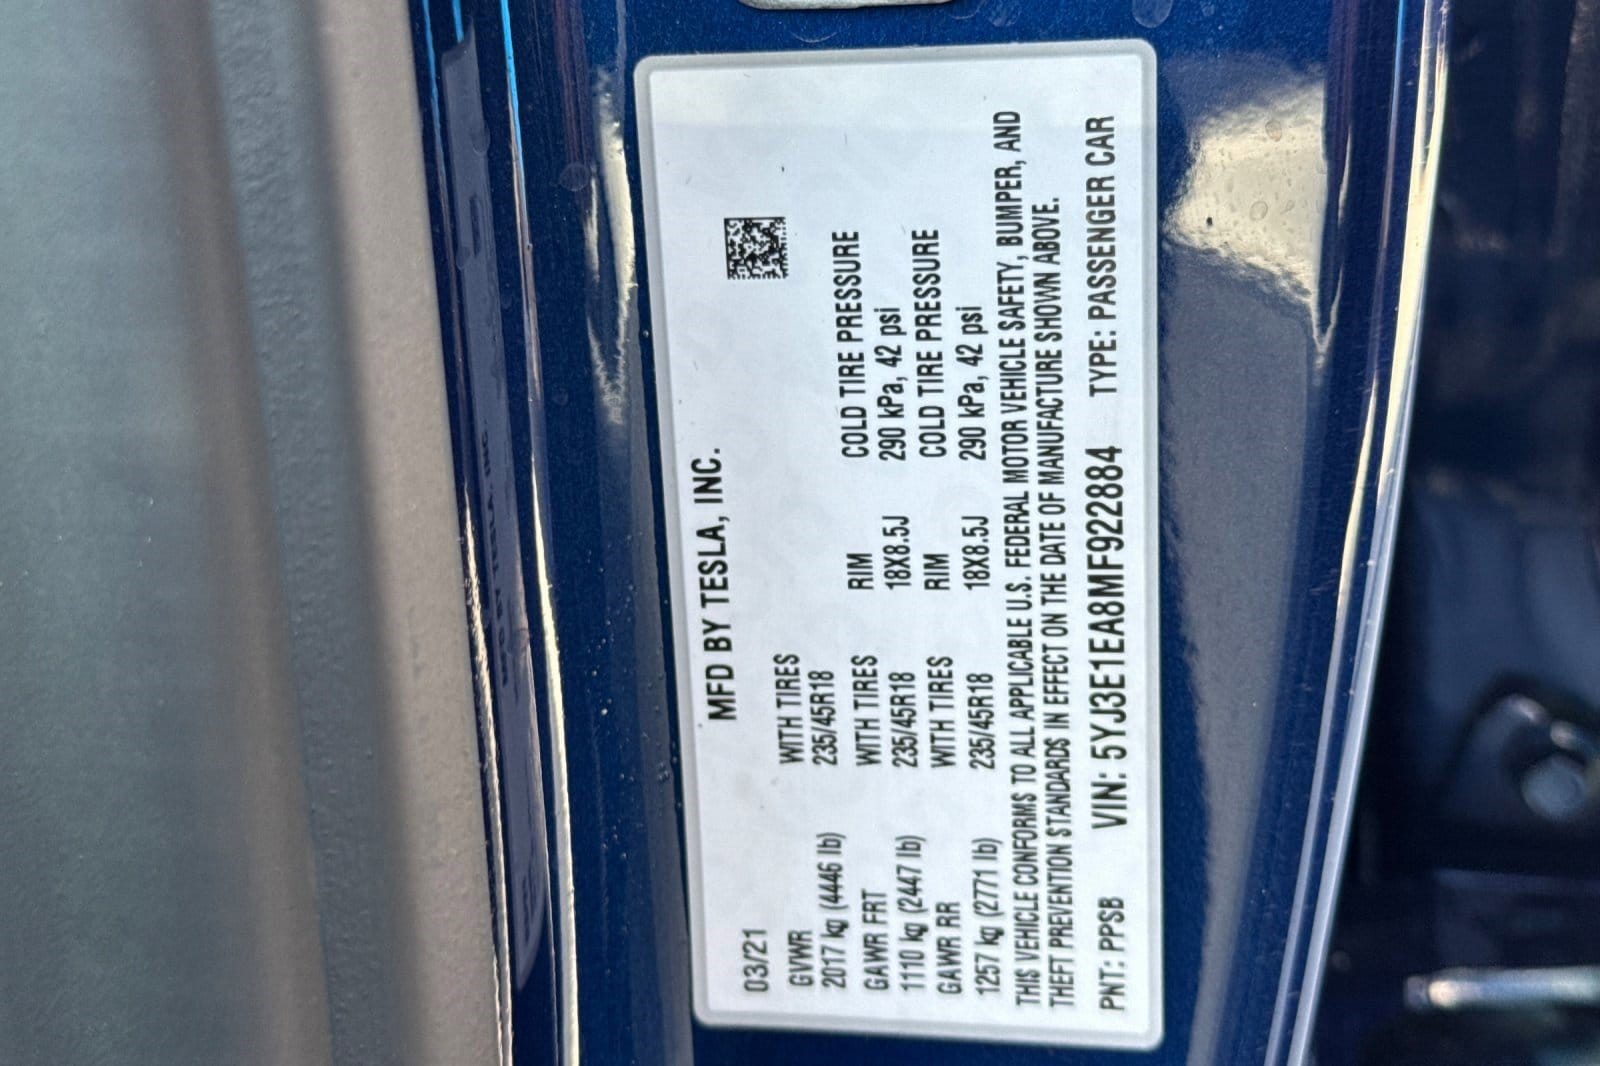 MFD BY TESLA, INC.
03/21
GVWR WITH TIRES
2017 kg (4446 lb) 235/45R18 RIM COLD TIRE PRESSURE
GAWR FRT WITH TIRES 18X8.5J 290 kPa, 42 psi
1110 kg (2447 lb) 235/45R18 RIM COLD TIRE PRESSURE
GAWR RR WITH TIRES 18X8.5J 290 kPa, 42 psi
1257 kg (2771 lb) 235/45R18
THIS VEHICLE CONFORMS TO ALL APPLICABLE U.S. FEDERAL MOTOR VEHICLE SAFETY, BUMPER, AND
THEFT PREVENTION STANDARDS IN EFFECT ON THE DATE OF MANUFACTURE SHOWN ABOVE.
PNT: PPSB VIN: 5YJ3E1EA8MF922884 TYPE: PASSENGER CAR